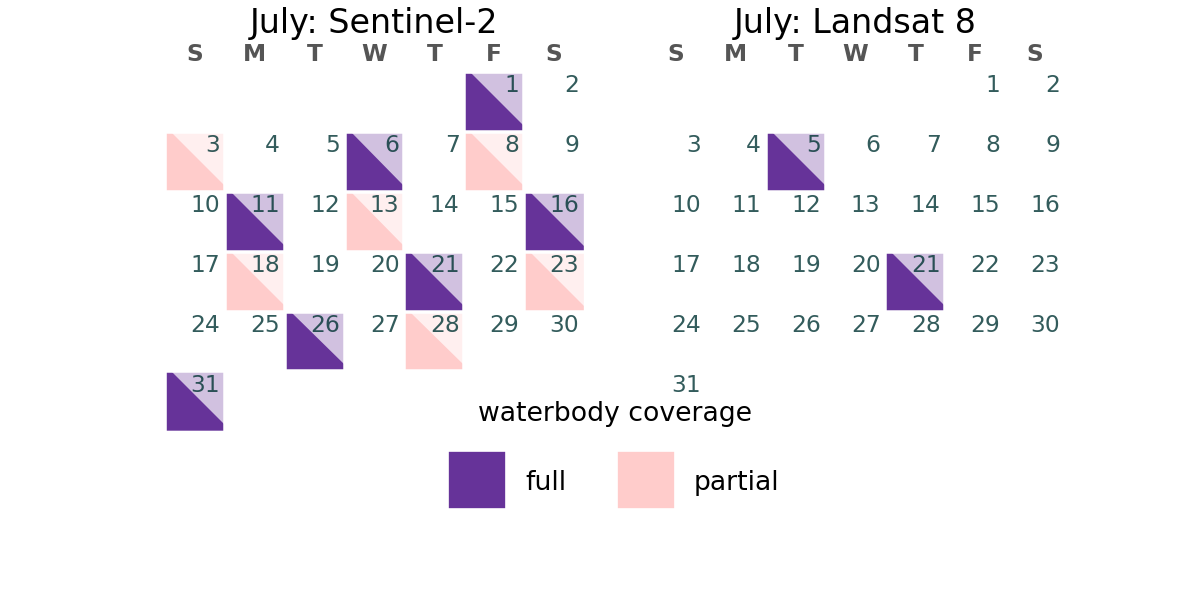 July: Sentinel-2
S M T W T F S
1 2
3 4 5 6 7 8 9
10 11 12 13 14 15 16
17 18 19 20 21 22 23
24 25 26 27 28 29 30
31
July: Landsat 8
S M T W T F S
1 2
3 4 5 6 7 8 9
10 11 12 13 14 15 16
17 18 19 20 21 22 23
24 25 26 27 28 29 30
31
waterbody coverage
full partial